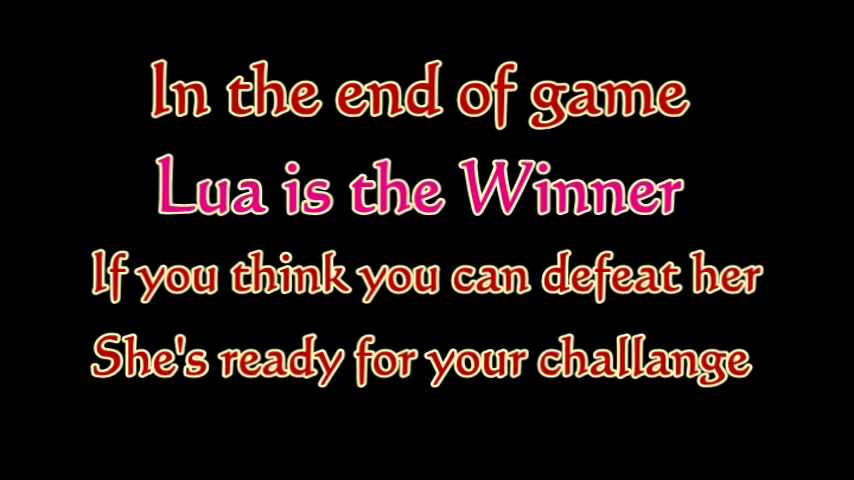 In the end of game
Lua is the Winner
If you think you can defeat her
She's ready for your challange